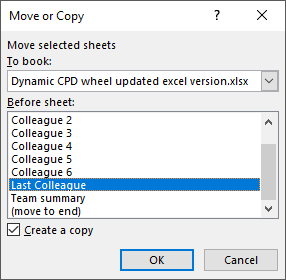 Move or Copy
Move selected sheets
To book:
Dynamic CPD wheel updated excel version.xlsx
Before sheet:
Colleague 2
Colleague 3
Colleague 4
Colleague 5
Colleague 6
Last Colleague
Team summary
(move to end)
Create a copy
OK Cancel